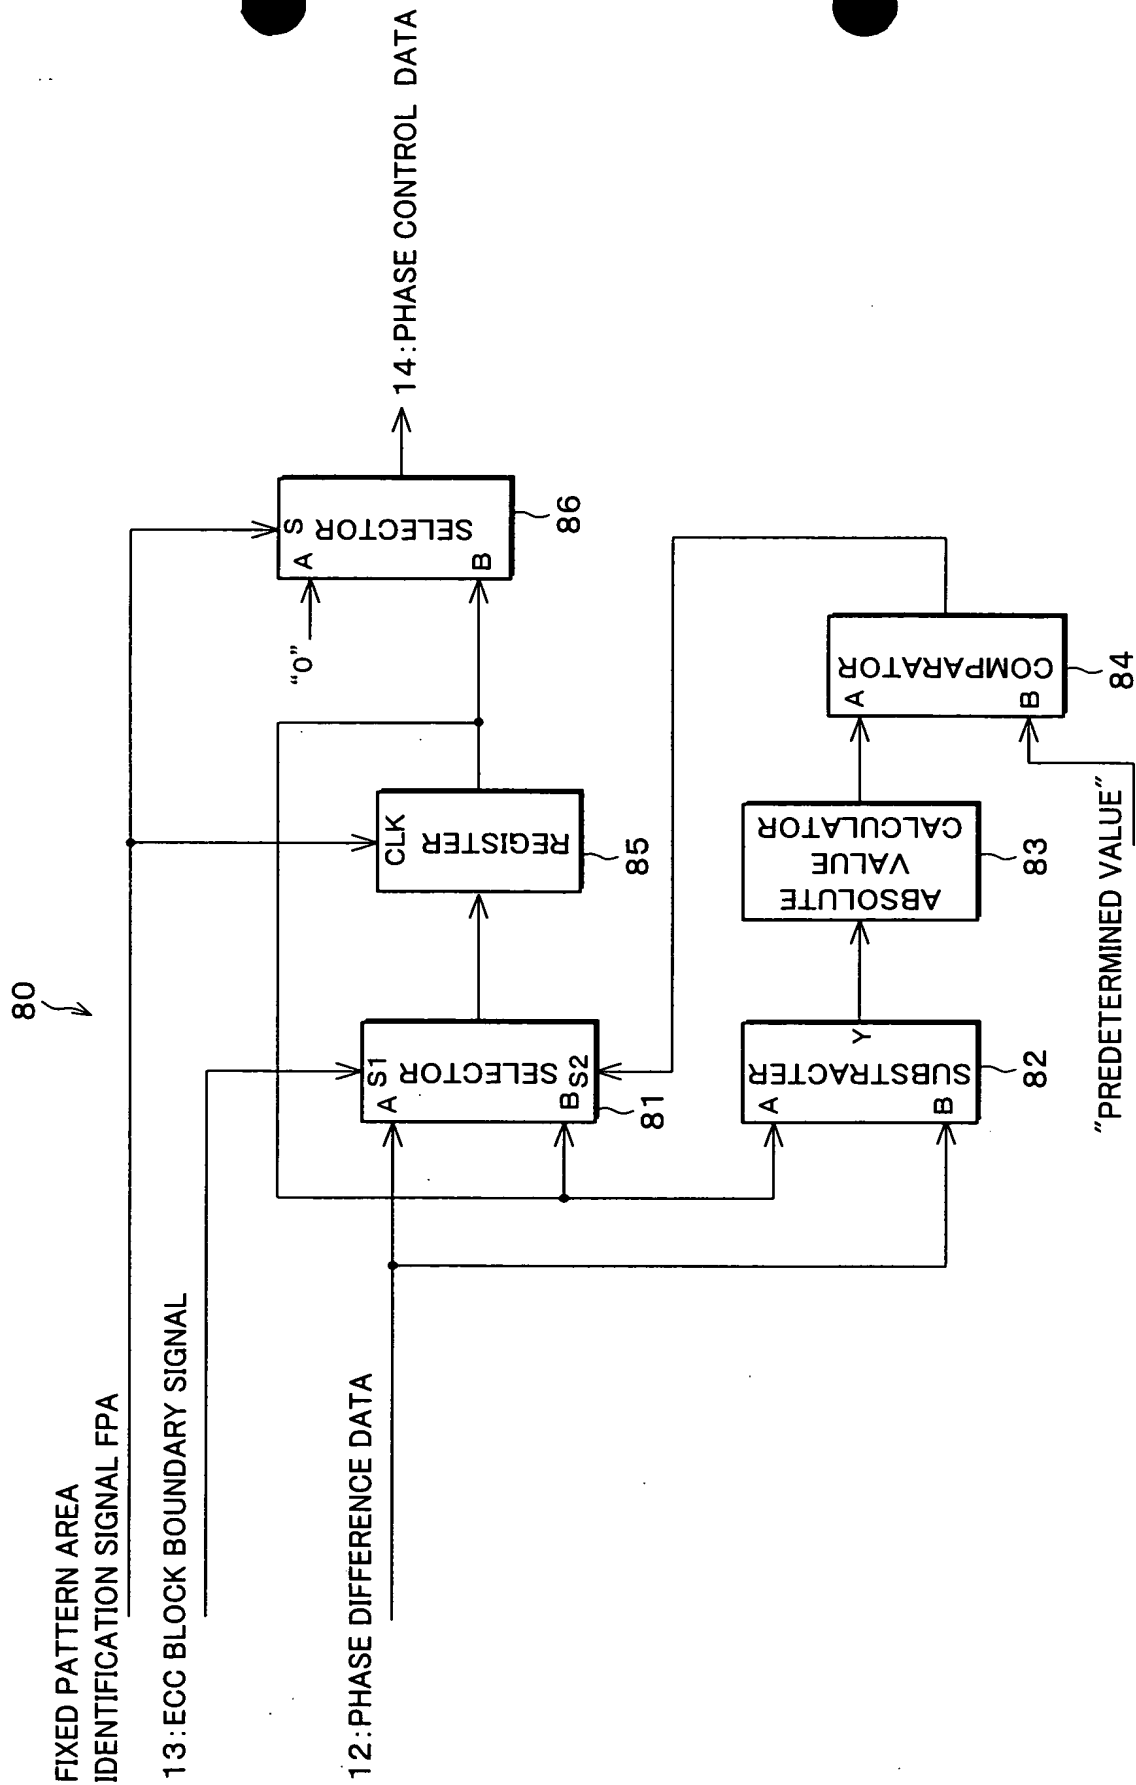 80
FIXED PATTERN AREA
IDENTIFICATION SIGNAL FPA
13:ECC BLOCK BOUNDARY SIGNAL
12:PHASE DIFFERENCE DATA
S1
A
SELECTOR
B
S2
81
CLK
REGISTER
85
"0"
S
A
SELECTOR
B
86
14:PHASE CONTROL DATA
A
SUBSTRACTER
Y
B
82
ABSOLUTE
VALUE
CALCULATOR
83
A
COMPARATOR
B
84
"PREDETERMINED VALUE"